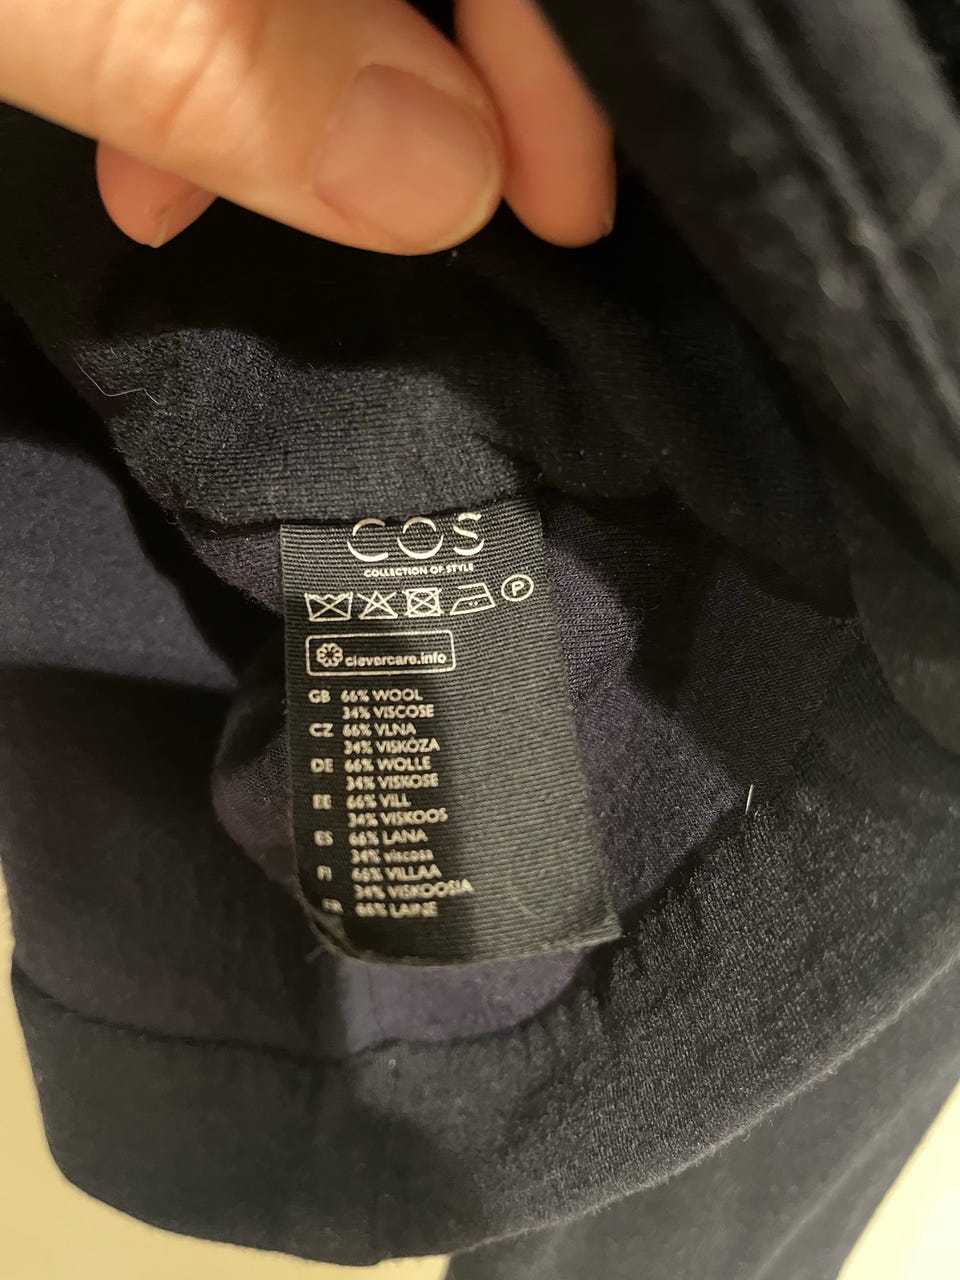 COS
COLLECTION OF STYLE
P
clevercare.info
GB 66% WOOL
34% VISCOSE
CZ 66% VLNA
34% VISKÓZA
DE 66% WOLLE
34% VISKOSE
EE 66% VILL
34% VISKOOS
ES 66% LANA
34% viscosa
FI 66% VILLAA
34% VISKOOSIA
FR 66% LAINE